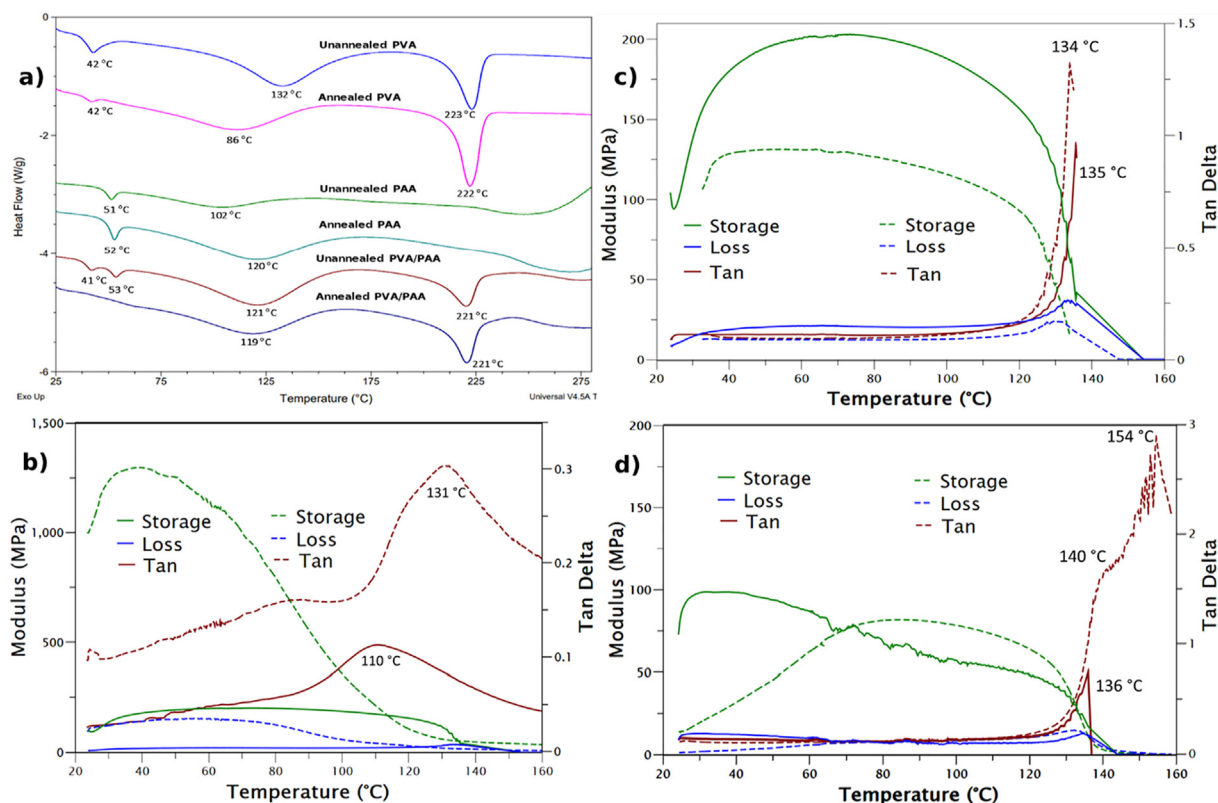 a)
0
-2
-4
-6
Heat Flow (W/g)
Unannealed PVA
42 °C
132 °C
223 °C
Annealed PVA
42 °C
86 °C
222 °C
Unannealed PAA
51 °C
102 °C
Annealed PAA
52 °C
120 °C
Unannealed PVA/PAA
41 °C
53 °C
121 °C
221 °C
Annealed PVA/PAA
119 °C
221 °C
25 75 125 175 225 275
Exo Up
Temperature (°C)
Universal V4.5A T
c)
200
150
100
50
0
Modulus (MPa)
1.5
1
0.5
0
Tan Delta
134 °C
135 °C
Storage Storage
Loss Loss
Tan Tan
20 40 60 80 100 120 140 160
Temperature (°C)
b)
1,500
1,000
500
0
Modulus (MPa)
0.3
0.2
0.1
0
Tan Delta
131 °C
110 °C
Storage Storage
Loss Loss
Tan Tan
20 40 60 80 100 120 140 160
Temperature (°C)
d)
200
150
100
50
0
Modulus (MPa)
3
2
1
0
Tan Delta
154 °C
140 °C
136 °C
Storage Storage
Loss Loss
Tan Tan
20 40 60 80 100 120 140 160
Temperature (°C)